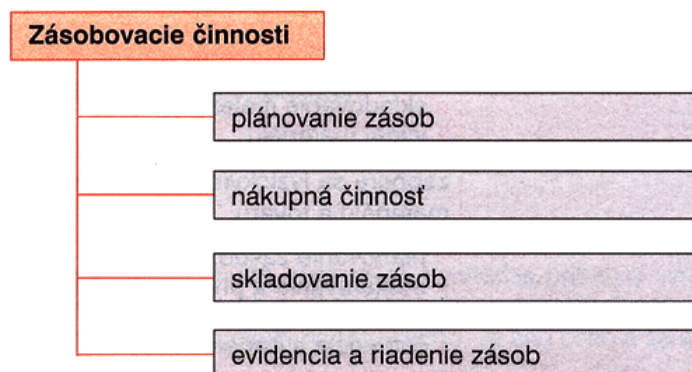 Zásobovacie činnosti
plánovanie zásob
nákupná činnosť
skladovanie zásob
evidencia a riadenie zásob